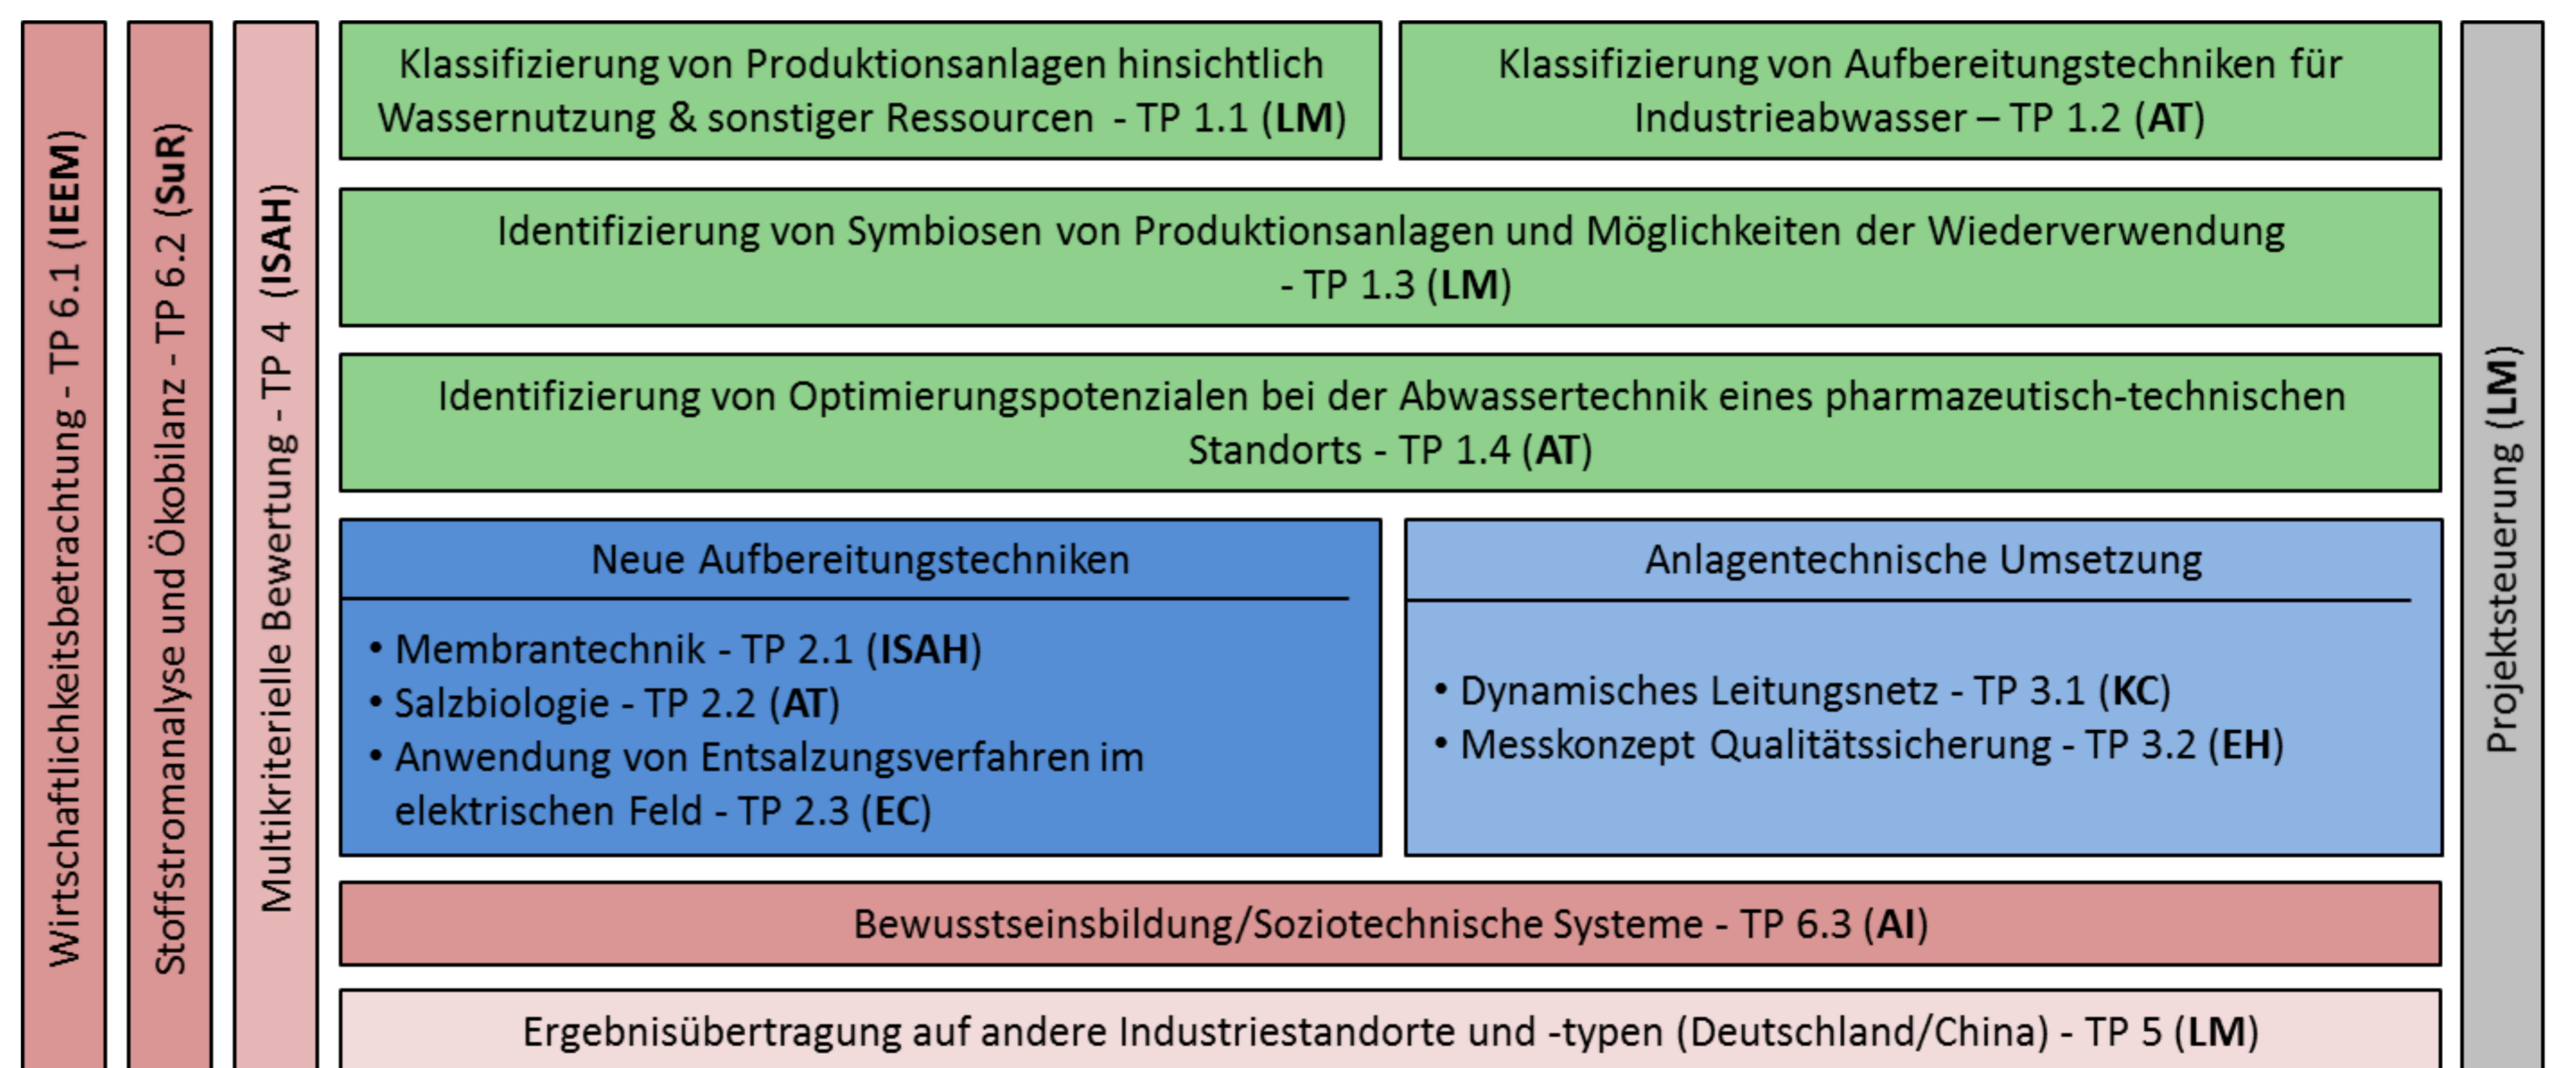 Wirtschaftlichkeitsbetrachtung - TP 6.1 (IEEM)
Stoffstromanalyse und Ökobilanz - TP 6.2 (SuR)
Multikriterielle Bewertung - TP 4 (ISAH)
Klassifizierung von Produktionsanlagen hinsichtlich
Wassernutzung & sonstiger Ressourcen - TP 1.1 (LM)
Klassifizierung von Aufbereitungstechniken für
Industrieabwasser – TP 1.2 (AT)
Identifizierung von Symbiosen von Produktionsanlagen und Möglichkeiten der Wiederverwendung
- TP 1.3 (LM)
Identifizierung von Optimierungspotenzialen bei der Abwassertechnik eines pharmazeutisch-technischen
Standorts - TP 1.4 (AT)
Neue Aufbereitungstechniken
• Membrantechnik - TP 2.1 (ISAH)
• Salzbiologie - TP 2.2 (AT)
• Anwendung von Entsalzungsverfahren im
elektrischen Feld - TP 2.3 (EC)
Anlagentechnische Umsetzung
• Dynamisches Leitungsnetz - TP 3.1 (KC)
• Messkonzept Qualitätssicherung - TP 3.2 (EH)
Bewusstseinsbildung/Soziotechnische Systeme - TP 6.3 (AI)
Ergebnisübertragung auf andere Industriestandorte und -typen (Deutschland/China) - TP 5 (LM)
Projektsteuerung (LM)